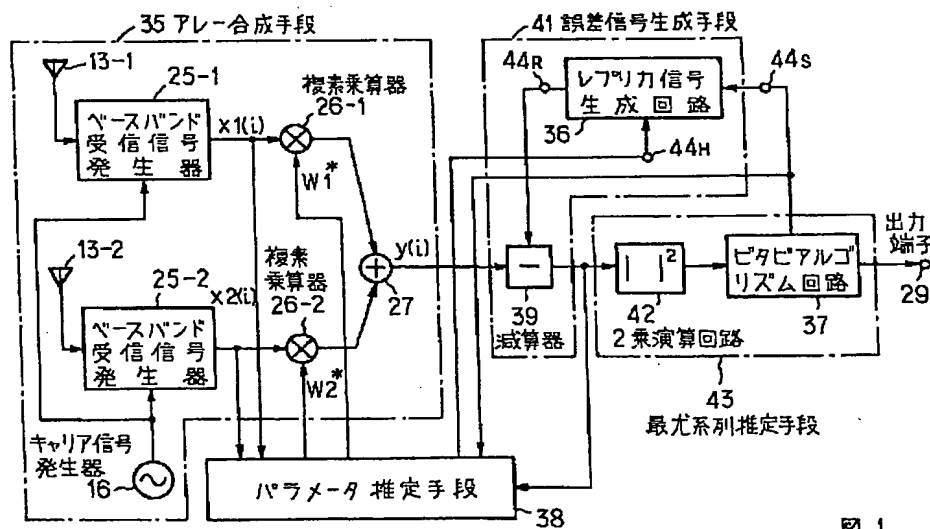 35 アレー合成手段
41 誤差信号生成手段
13-1
25-1
ベースバンド
受信信号
発生器
x1(i)
複素乗算器
26-1
W1*
44R
レプリカ信号
生成回路
36
44S
44H
13-2
25-2
ベースバンド
受信信号
発生器
x2(i)
複素
乗算器
26-2
W2*
y(i)
27
−
39
減算器
| |²
42
2乗演算回路
ビタビアルゴ
リズム回路
37
出力
端子
29
43
最尤系列推定手段
キャリア信号
発生器
16
パラメータ推定手段
38
図 1